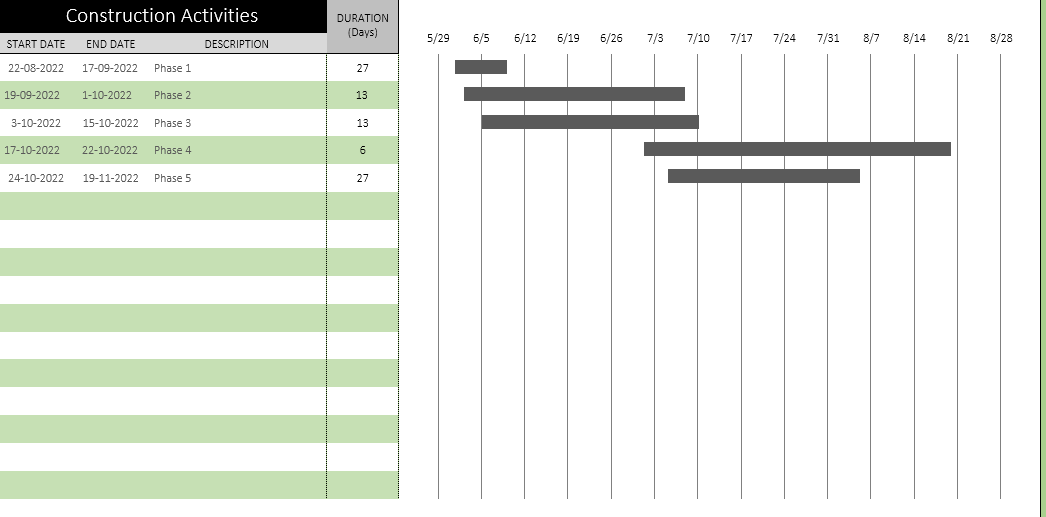 Construction Activities
DURATION
(Days)
START DATE END DATE DESCRIPTION
5/29 6/5 6/12 6/19 6/26 7/3 7/10 7/17 7/24 7/31 8/7 8/14 8/21 8/28
22-08-2022 17-09-2022 Phase 1 27
19-09-2022 1-10-2022 Phase 2 13
3-10-2022 15-10-2022 Phase 3 13
17-10-2022 22-10-2022 Phase 4 6
24-10-2022 19-11-2022 Phase 5 27